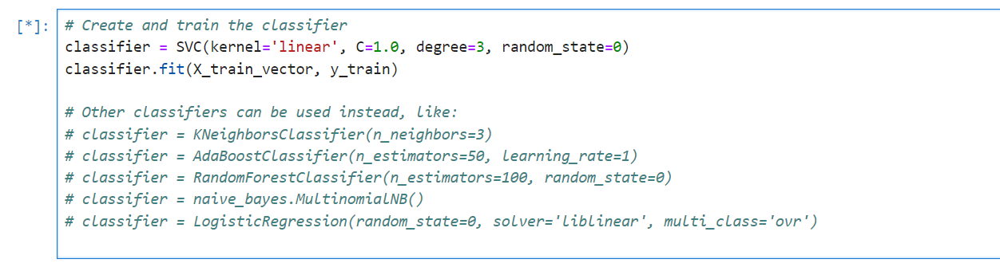 [*]:
# Create and train the classifier
classifier = SVC(kernel='linear', C=1.0, degree=3, random_state=0)
classifier.fit(X_train_vector, y_train)
# Other classifiers can be used instead, like:
# classifier = KNeighborsClassifier(n_neighbors=3)
# classifier = AdaBoostClassifier(n_estimators=50, learning_rate=1)
# classifier = RandomForestClassifier(n_estimators=100, random_state=0)
# classifier = naive_bayes.MultinomialNB()
# classifier = LogisticRegression(random_state=0, solver='liblinear', multi_class='ovr')